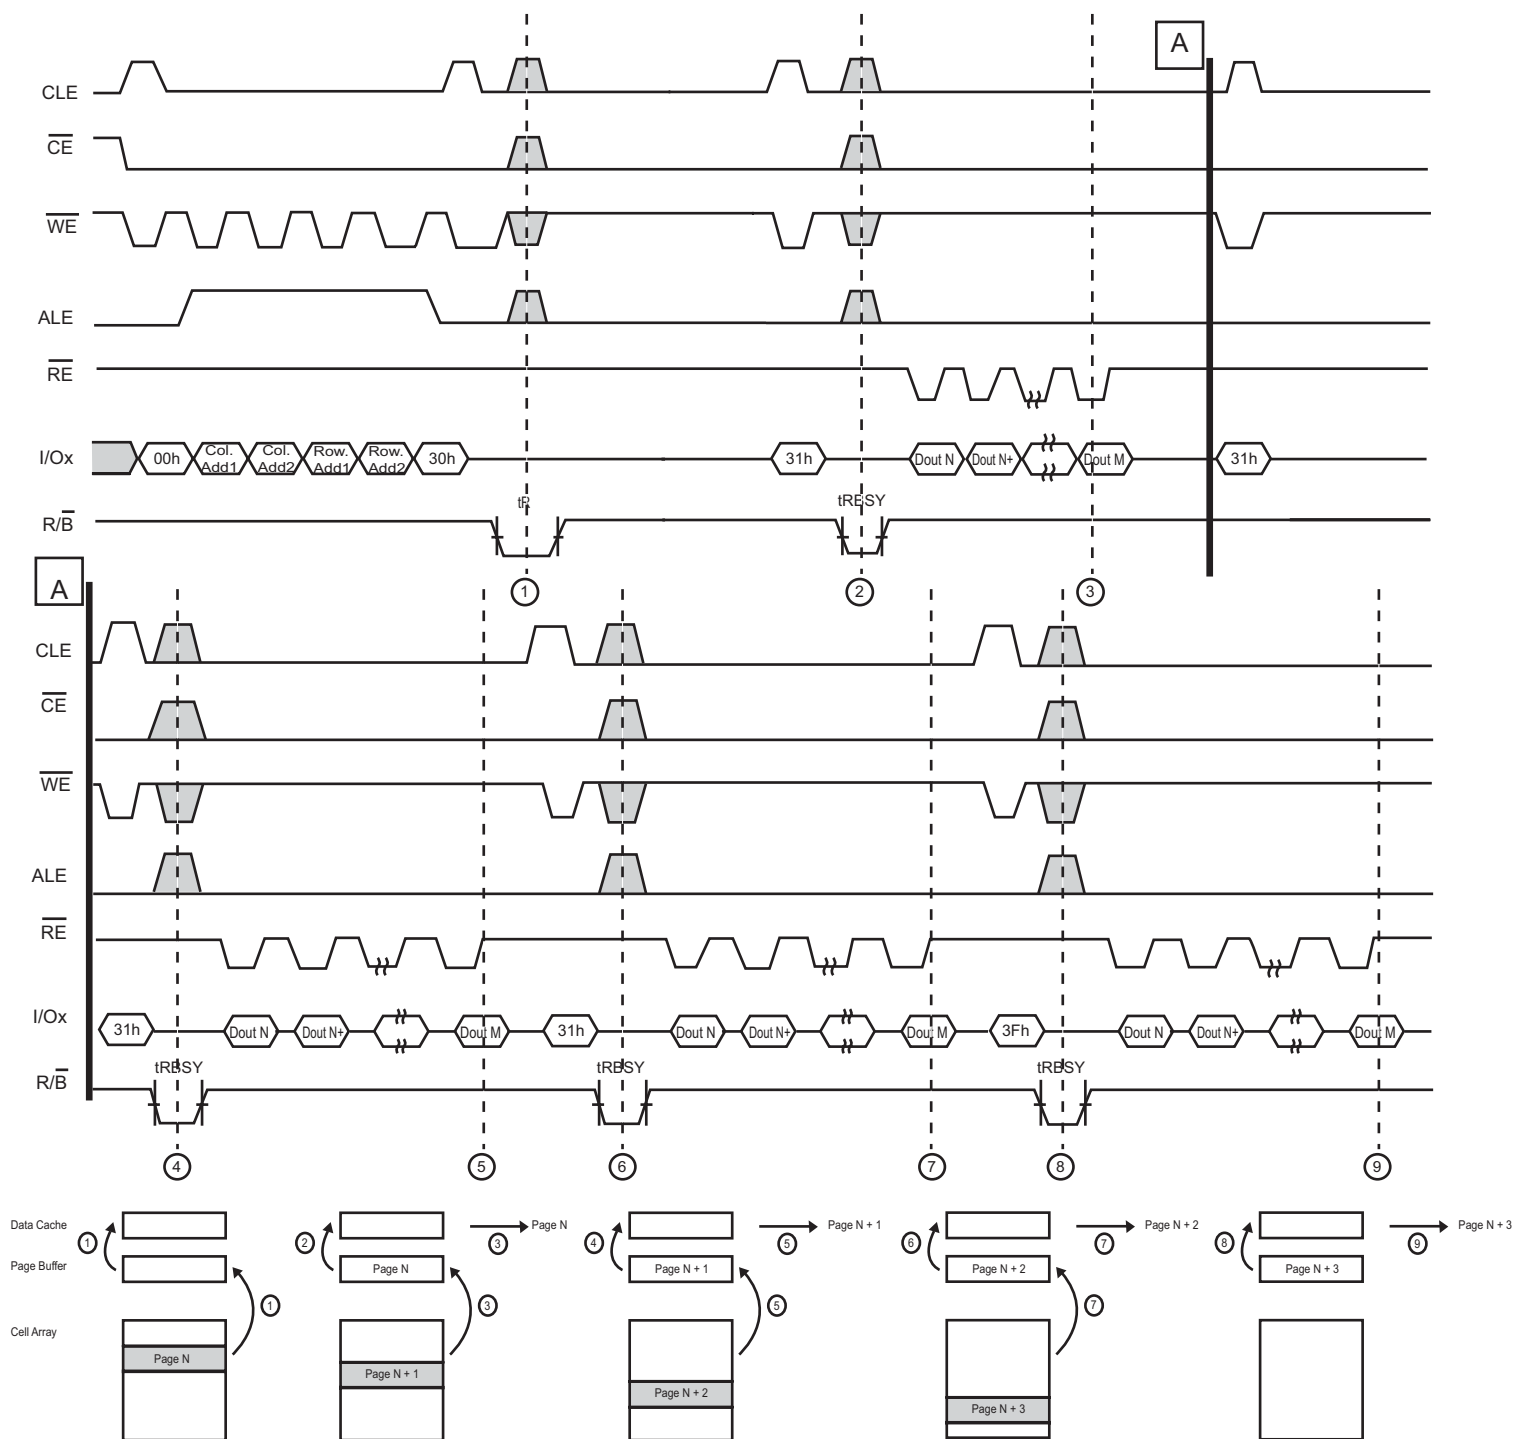 A
CLE
CE
WE
ALE
RE
I/Ox 00h Col. Add1 Col. Add2 Row. Add1 Row. Add2 30h 31h Dout N Dout N+ Dout M 31h
R/B tR tRBSY
1 2 3
A
CLE
CE
WE
ALE
RE
I/Ox 31h Dout N Dout N+ Dout M 31h Dout N Dout N+ Dout M 3Fh Dout N Dout N+ Dout M
R/B tRBSY tRBSY tRBSY
4 5 6 7 8 9
Data Cache 1 2 3 Page N 4 5 Page N + 1 6 7 Page N + 2 8 9 Page N + 3
Page Buffer Page N Page N + 1 Page N + 2 Page N + 3
1 3 5 7
Cell Array
Page N Page N + 1 Page N + 2 Page N + 3